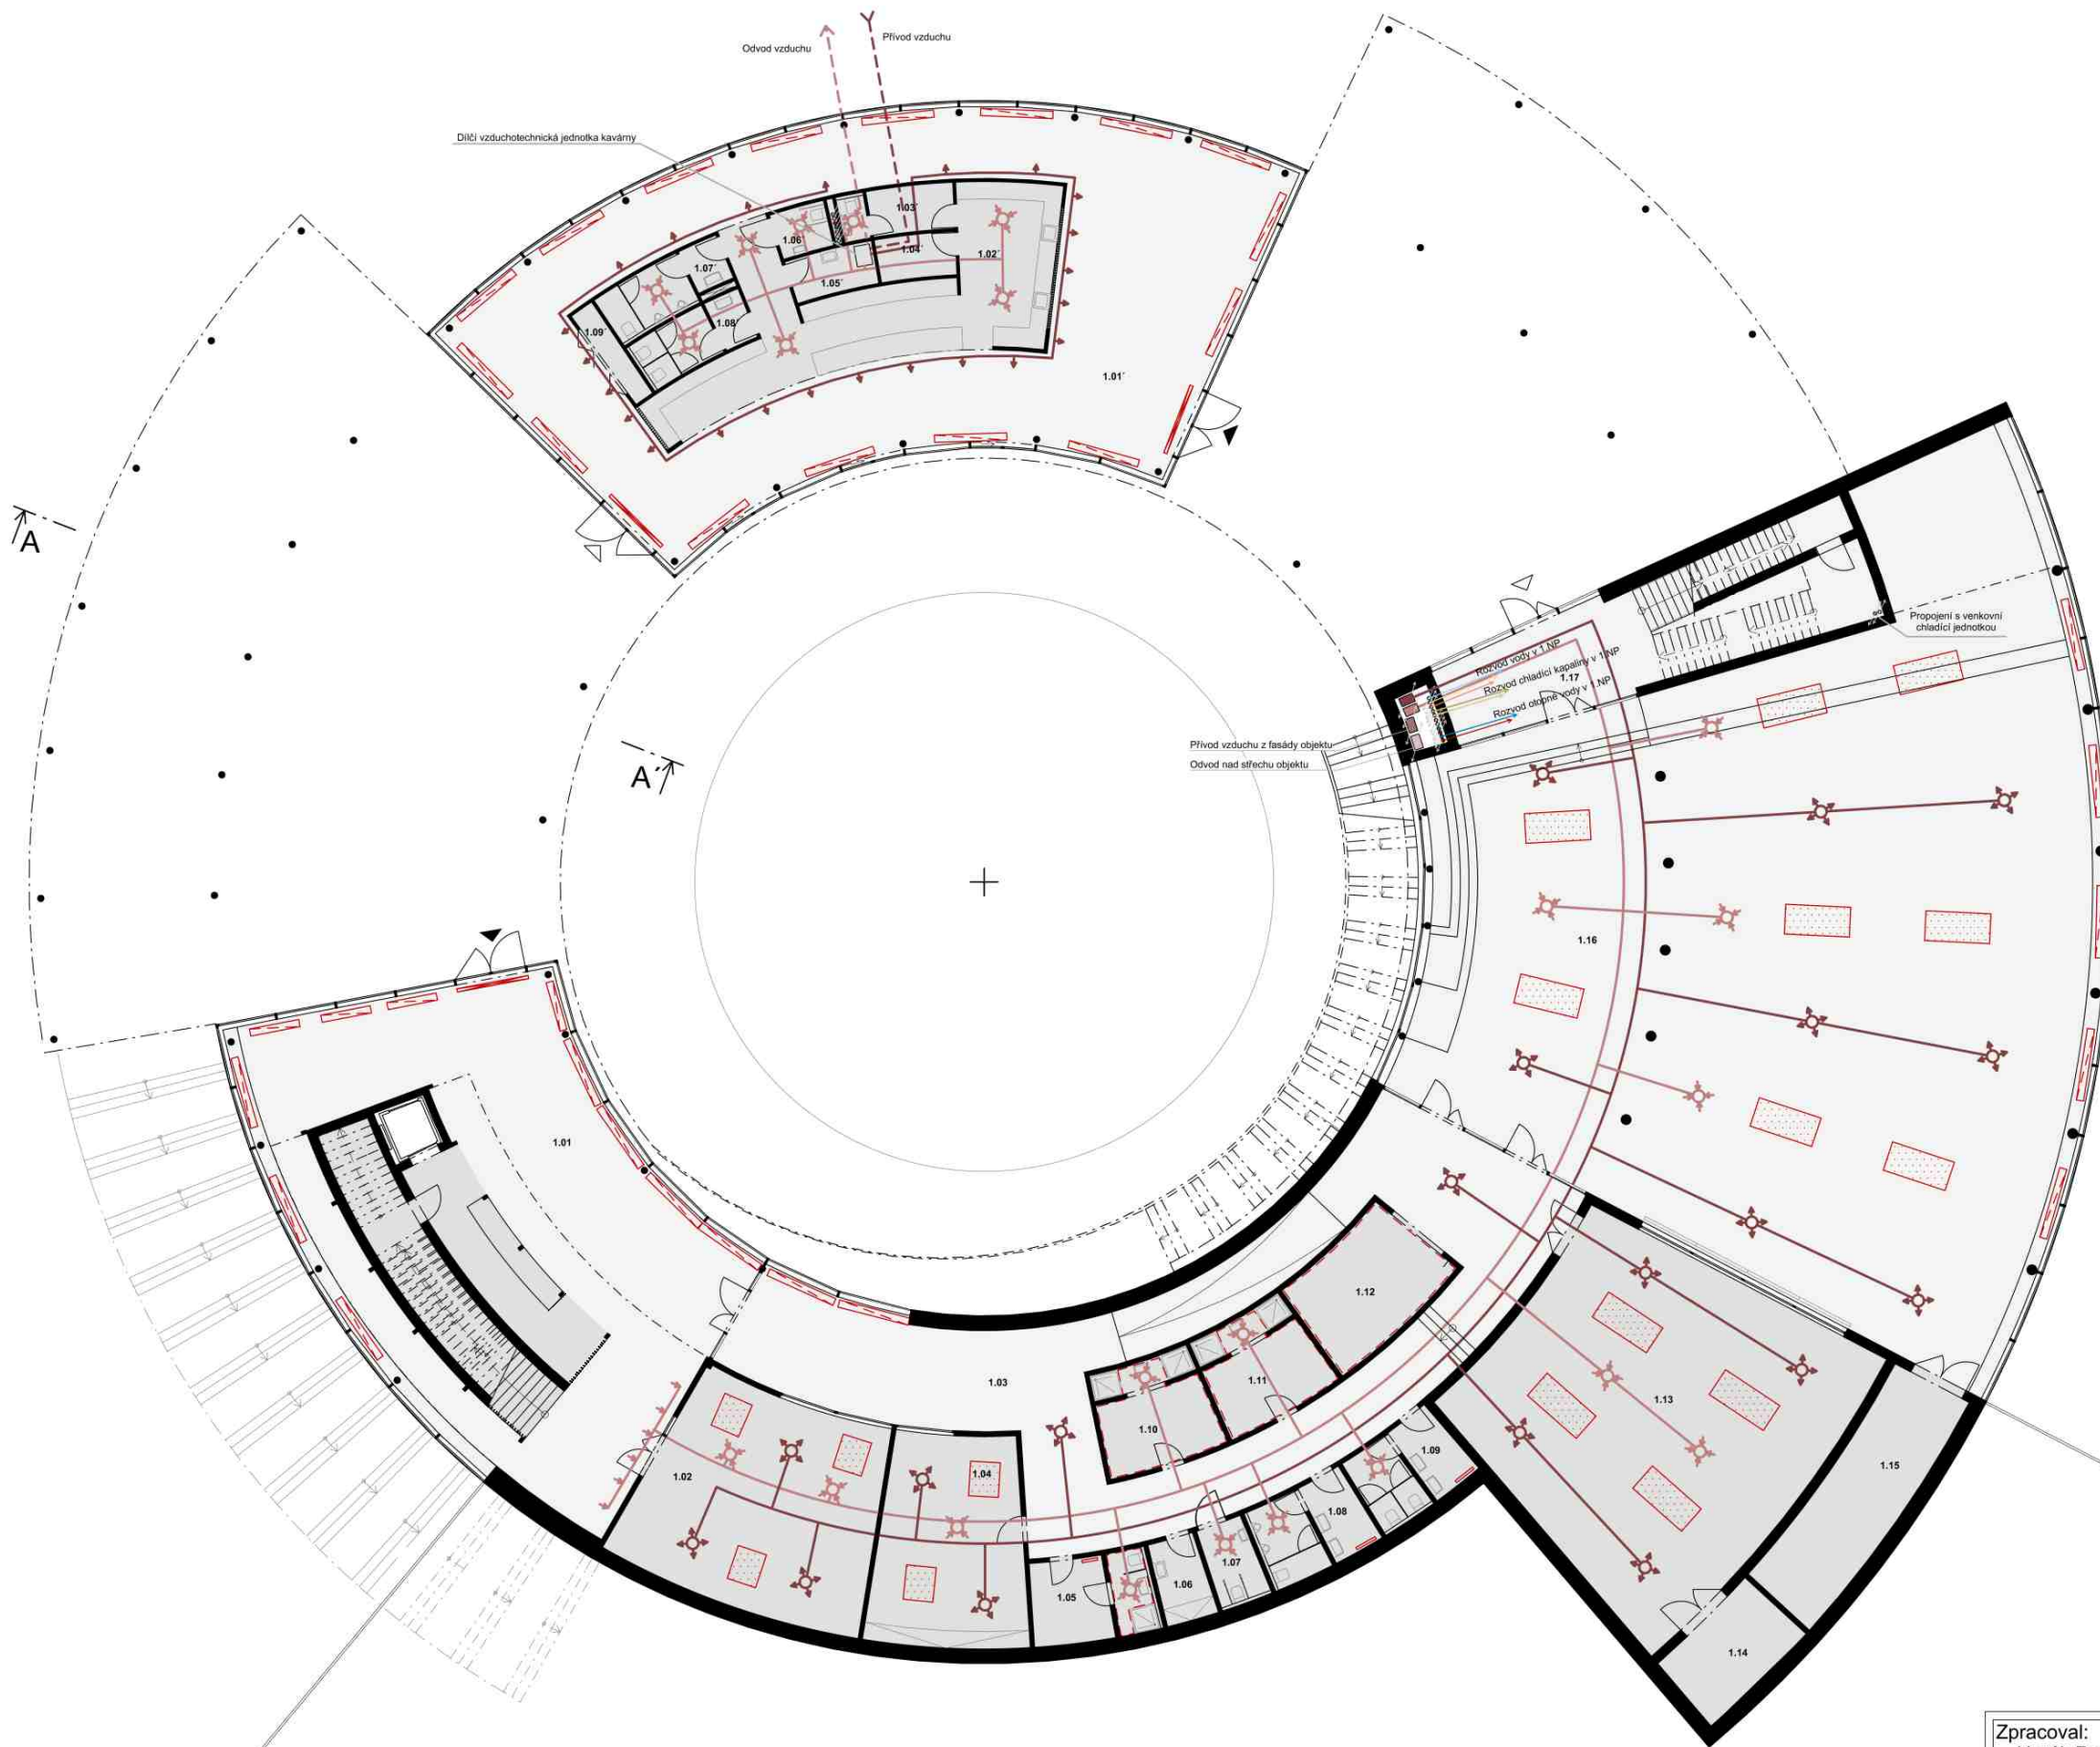 Odvod vzduchu
Přívod vzduchu
Dílčí vzduchotechnická jednotka kavárny
1.03´
1.06´
1.04´
1.02´
1.07´
1.05´
1.08´
1.09´
1.01´
A
Propojení s venkovní
chladící jednotkou
Rozvod vody v 1.NP
Rozvod chladící kapaliny v 1.NP
1.17
Rozvod otopné vody v 1.NP
Přívod vzduchu z fasády objektu
Odvod nad střechu objektu
A´
1.16
1.01
1.12
1.03
1.11
1.13
1.10
1.09
1.02
1.04
1.15
1.08
1.07
1.06
1.05
1.14
Zpracoval: